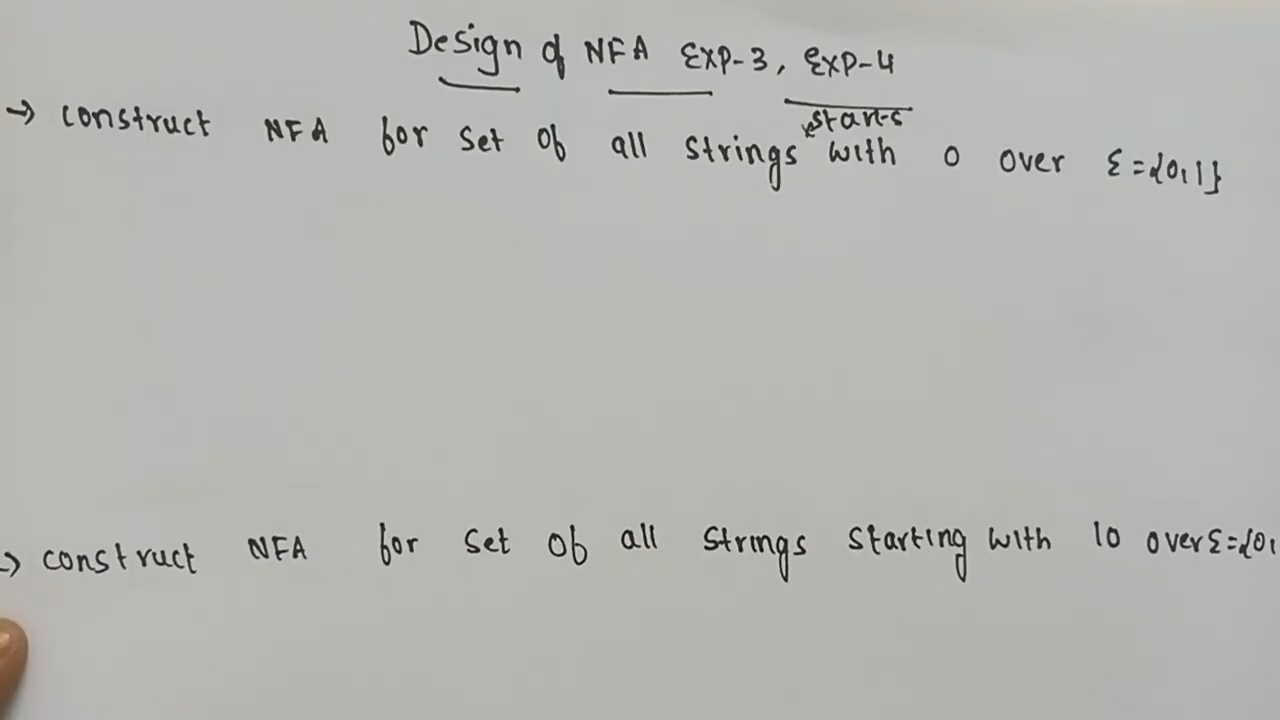 Design of NFA Exp-3, Exp-4
→ construct NFA for set of all strings starts with 0 over Σ={0,1}
→ construct NFA for set of all strings starting with 10 over Σ={0,